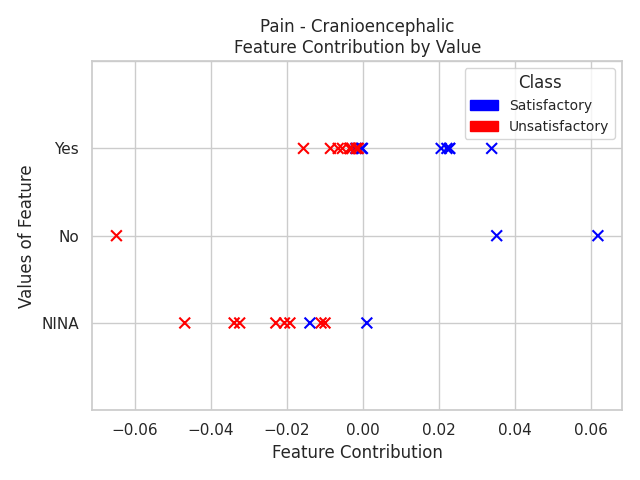 Pain - Cranioencephalic
Feature Contribution by Value
Class
Satisfactory
Unsatisfactory
Yes
No
NINA
Values of Feature
−0.06 −0.04 −0.02 0.00 0.02 0.04 0.06
Feature Contribution